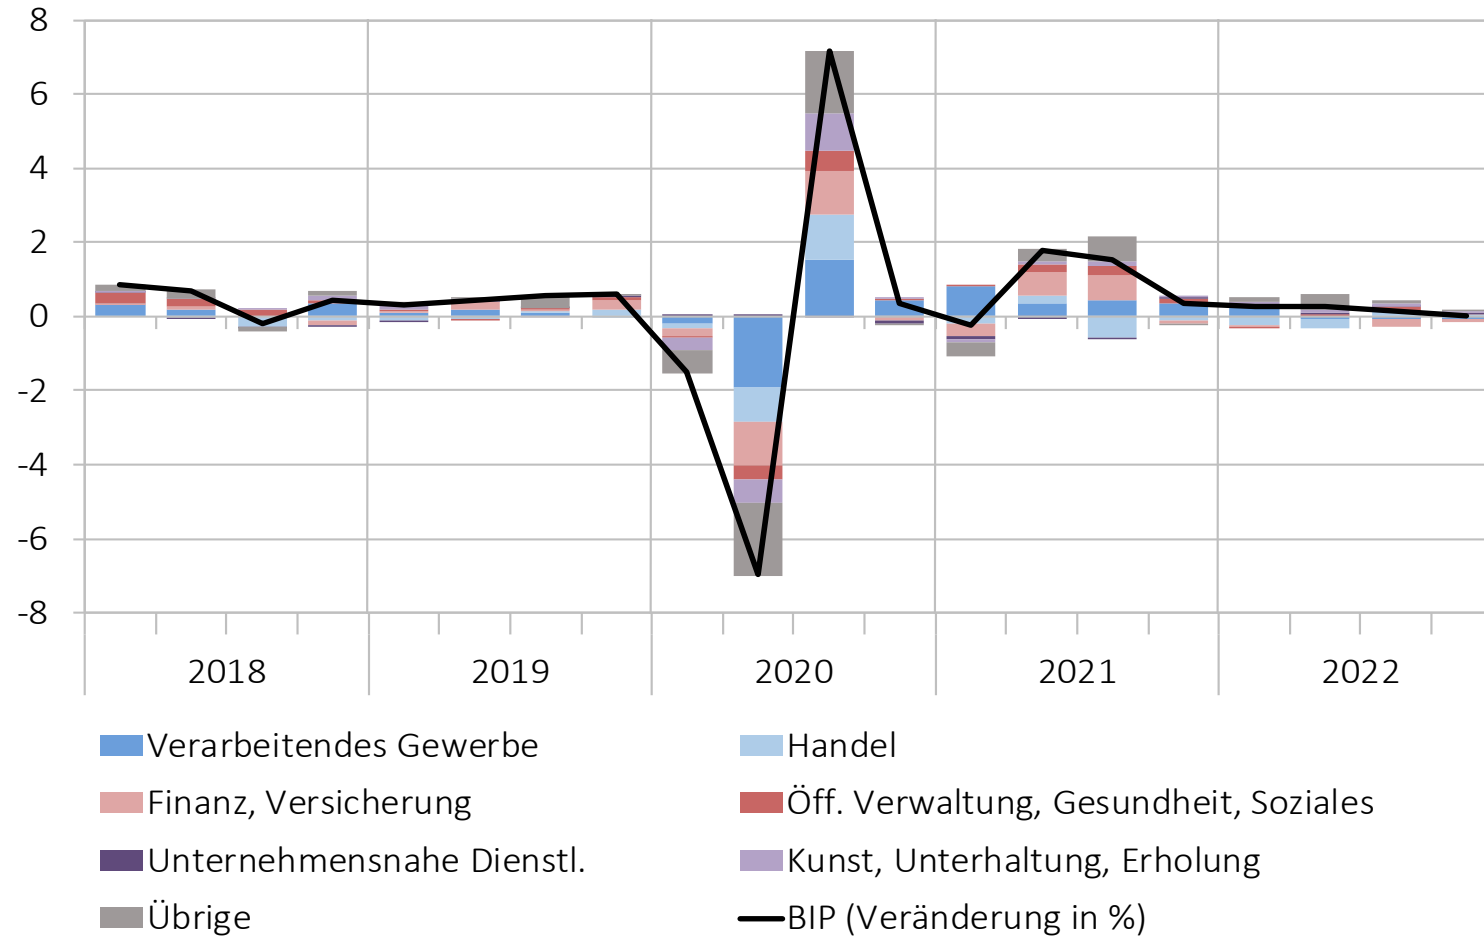 8
6
4
2
0
-2
-4
-6
-8
2018 2019 2020 2021 2022
Verarbeitendes Gewerbe
Handel
Finanz, Versicherung
Öff. Verwaltung, Gesundheit, Soziales
Unternehmensnahe Dienstl.
Kunst, Unterhaltung, Erholung
Übrige
BIP (Veränderung in %)